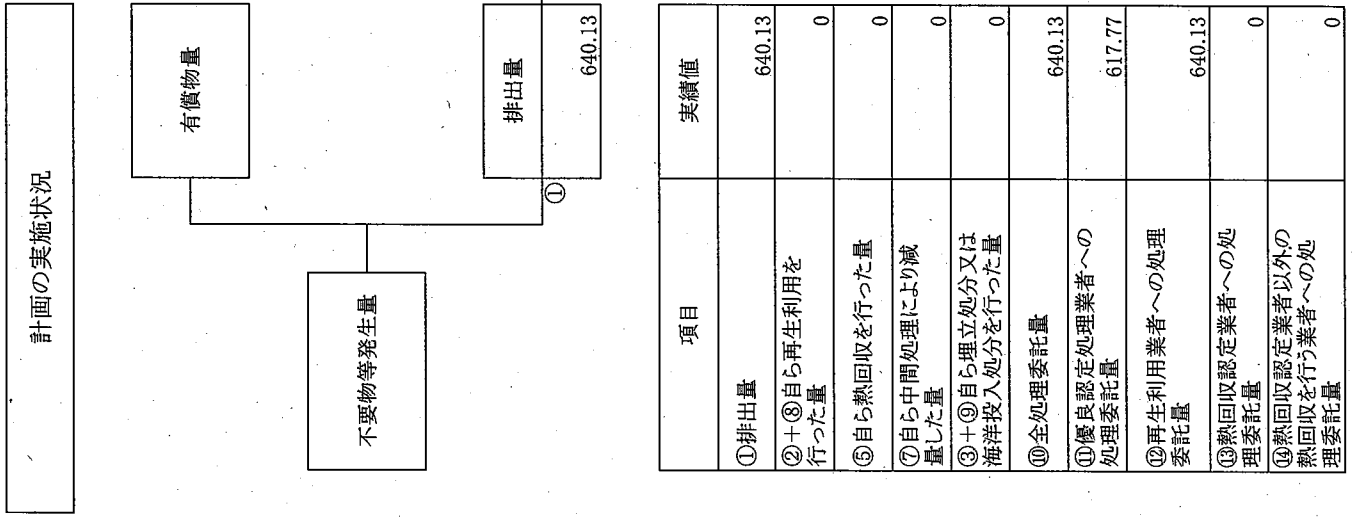 計画の実施状況
有償物量
不要物等発生量
①
排出量
640.13
項目
実績値
①排出量
640.13
②+⑧自ら再生利用を
行った量
0
⑤自ら熱回収を行った量
0
⑦自ら中間処理により減
量した量
0
③+⑨自ら埋立処分又は
海洋投入処分を行った量
0
⑩全処理委託量
640.13
⑪優良認定処理業者への
処理委託量
617.77
⑫再生利用業者への処理
委託量
640.13
⑬熱回収認定業者への処
理委託量
0
⑭熱回収認定業者以外の
熱回収を行う業者への処
理委託量
0